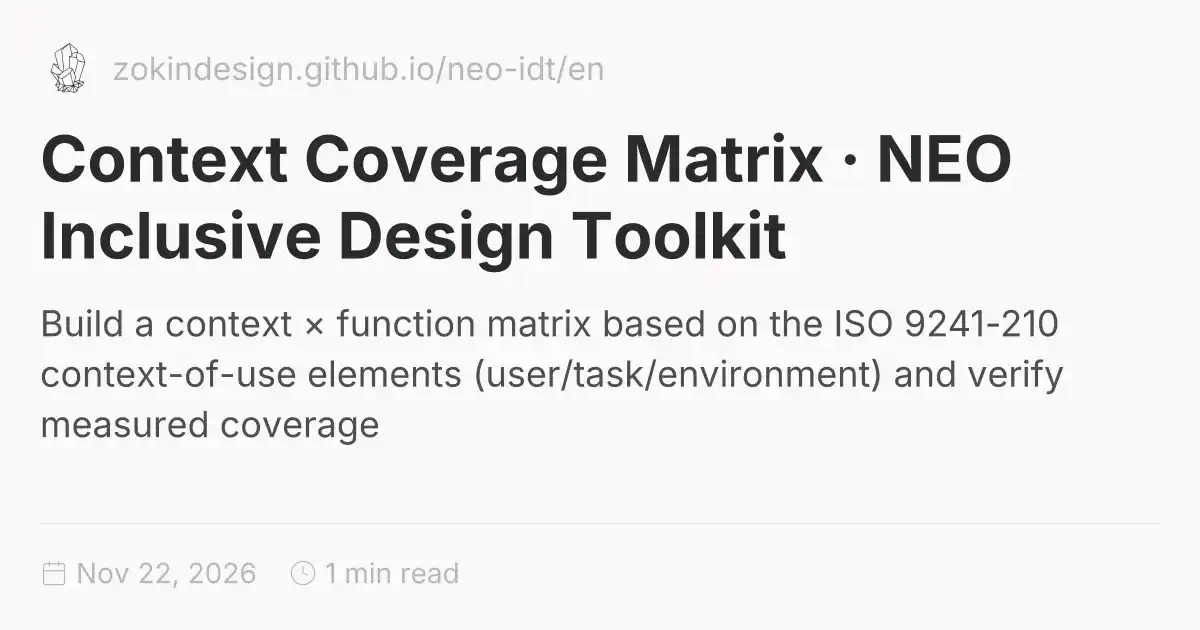 zokindesign.github.io/neo-idt/en
Context Coverage Matrix · NEO
Inclusive Design Toolkit
Build a context × function matrix based on the ISO 9241-210
context-of-use elements (user/task/environment) and verify
measured coverage
Nov 22, 2026 1 min read